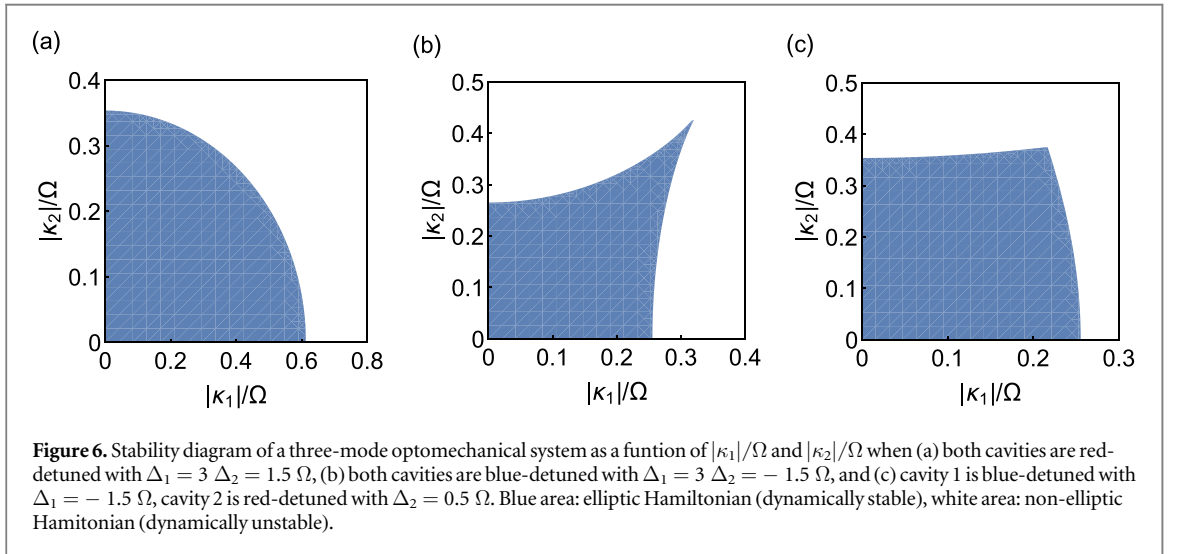 (a)
(b)
(c)
0.4
0.3
0.2
0.1
0
|κ₂|/Ω
0 0.2 0.4 0.6 0.8
|κ₁|/Ω
0.5
0.4
0.3
0.2
0.1
0
|κ₂|/Ω
0 0.1 0.2 0.3 0.4
|κ₁|/Ω
0.5
0.4
0.3
0.2
0.1
0
|κ₂|/Ω
0 0.1 0.2 0.3
|κ₁|/Ω
Figure 6. Stability diagram of a three-mode optomechanical system as a funtion of |κ₁|/Ω and |κ₂|/Ω when (a) both cavities are red-
detuned with Δ₁ = 3 Δ₂ = 1.5 Ω, (b) both cavities are blue-detuned with Δ₁ = 3 Δ₂ = − 1.5 Ω, and (c) cavity 1 is blue-detuned with
Δ₁ = − 1.5 Ω, cavity 2 is red-detuned with Δ₂ = 0.5 Ω. Blue area: elliptic Hamiltonian (dynamically stable), white area: non-elliptic
Hamitonian (dynamically unstable).